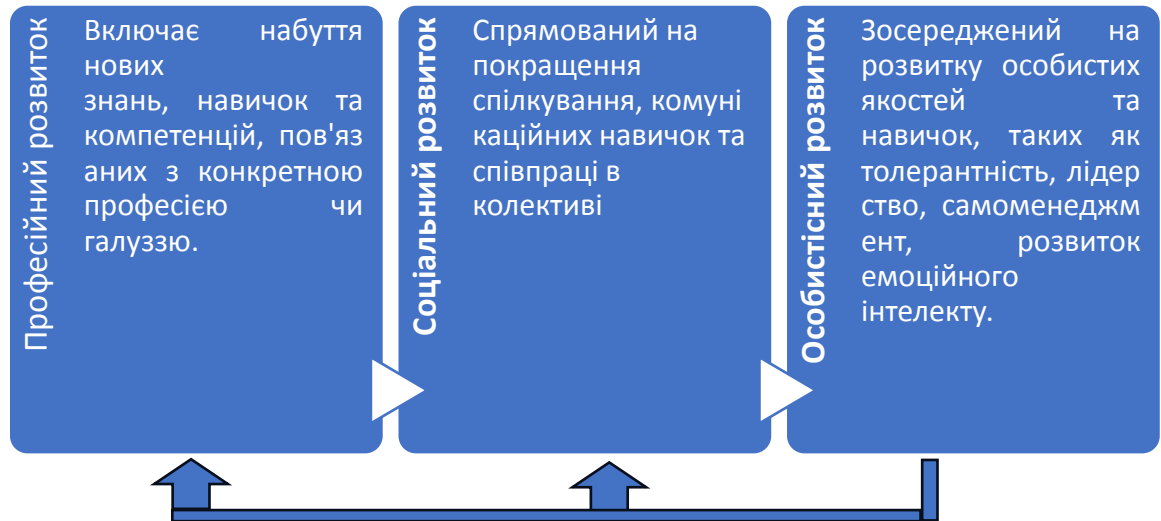 Професійний розвиток
Включає набуття
нових
знань, навичок та
компетенцій, пов'яз
аних з конкретною
професією чи
галуззю.
Соціальний розвиток
Спрямований на
покращення
спілкування, комуні
каційних навичок та
співпраці в
колективі
Особистісний розвиток
Зосереджений на
розвитку особистих
якостей та
навичок, таких як
толерантність, лідер
ство, самоменеджм
ент, розвиток
емоційного
інтелекту.